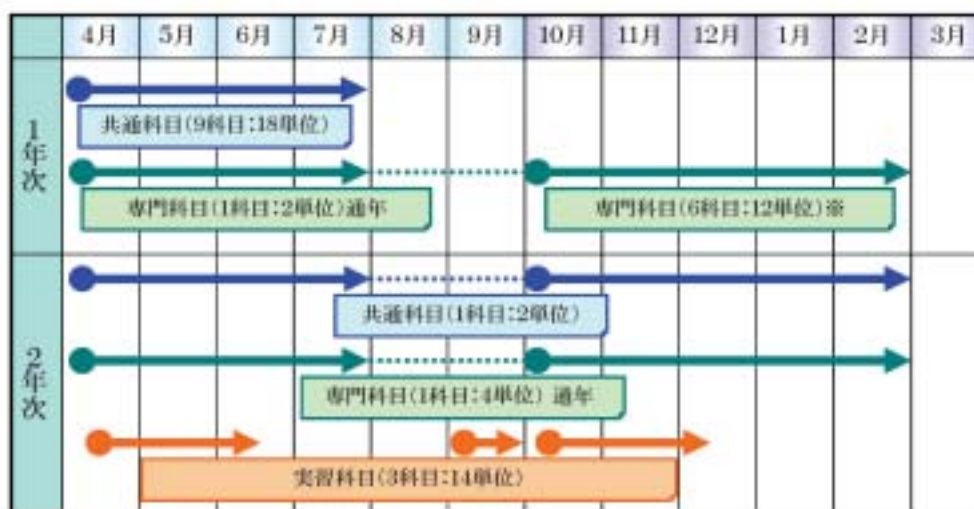 4月 5月 6月 7月 8月 9月 10月 11月 12月 1月 2月 3月
1年次
共通科目(9科目:18単位)
専門科目(1科目:2単位)通年 専門科目(6科目:12単位)※
2年次
共通科目(1科目:2単位)
専門科目(1科目:4単位) 通年
実習科目(3科目:14単位)